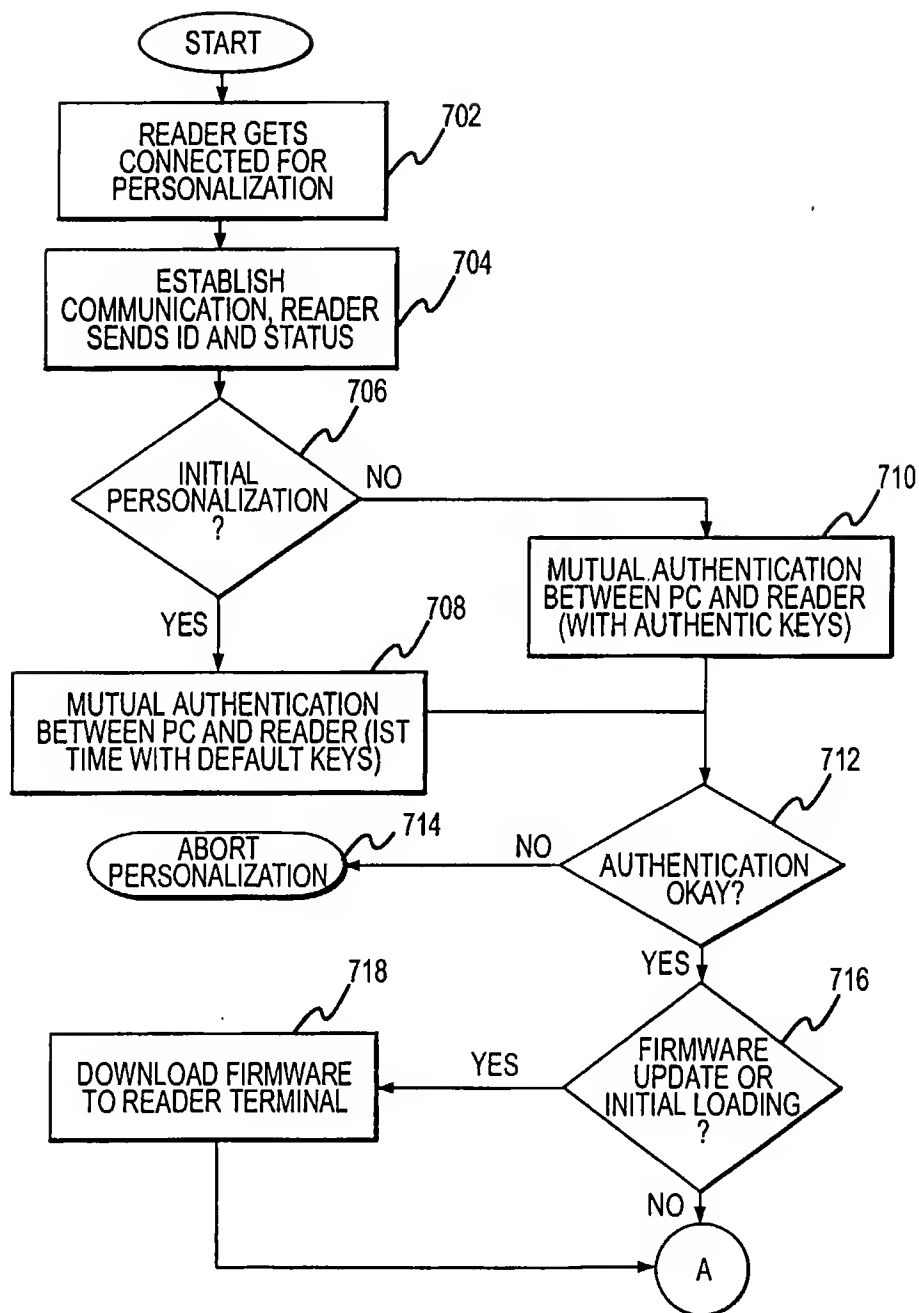 START
702
READER GETS
CONNECTED FOR
PERSONALIZATION
704
ESTABLISH
COMMUNICATION, READER
SENDS ID AND STATUS
706
INITIAL
PERSONALIZATION
?
NO
YES
710
MUTUAL AUTHENTICATION
BETWEEN PC AND READER
(WITH AUTHENTIC KEYS)
708
MUTUAL AUTHENTICATION
BETWEEN PC AND READER (IST
TIME WITH DEFAULT KEYS)
712
AUTHENTICATION
OKAY?
NO
714
ABORT
PERSONALIZATION
YES
716
FIRMWARE
UPDATE OR
INITIAL LOADING
?
YES
718
DOWNLOAD FIRMWARE
TO READER TERMINAL
NO
A